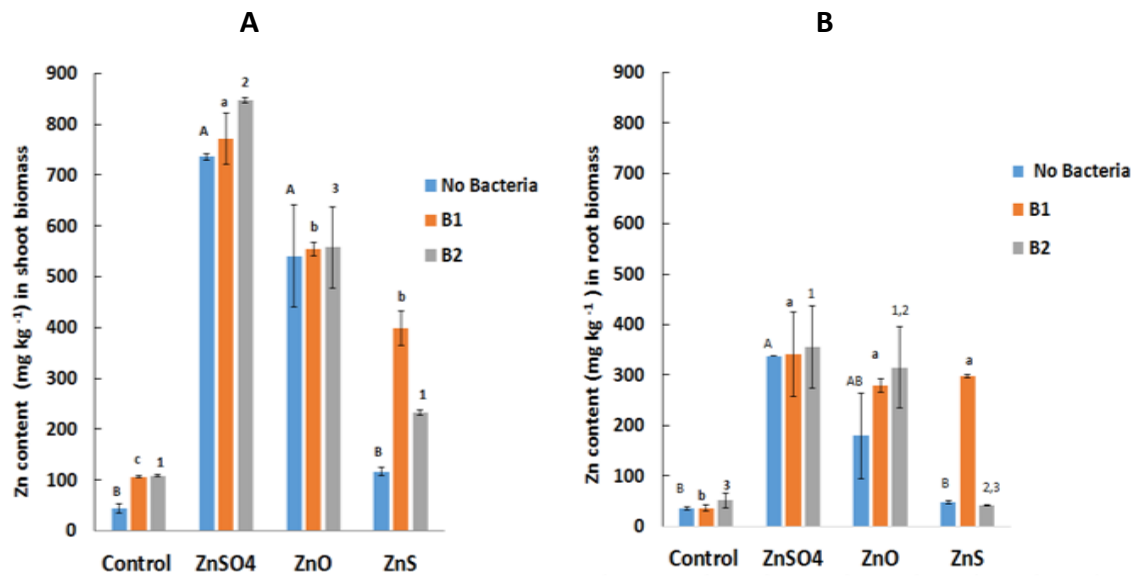 A
Zn content (mg kg -1) in shoot biomass
900
800
700
600
500
400
300
200
100
0
B
c
1
A
a
2
A
b
3
B
b
1
Control
ZnSO4
ZnO
ZnS
No Bacteria
B1
B2
B
Zn content (mg kg -1 ) in root biomass
900
800
700
600
500
400
300
200
100
0
B
b
3
A
a
1
AB
a
1,2
B
a
2,3
Control
ZnSO4
ZnO
ZnS
No Bacteria
B1
B2